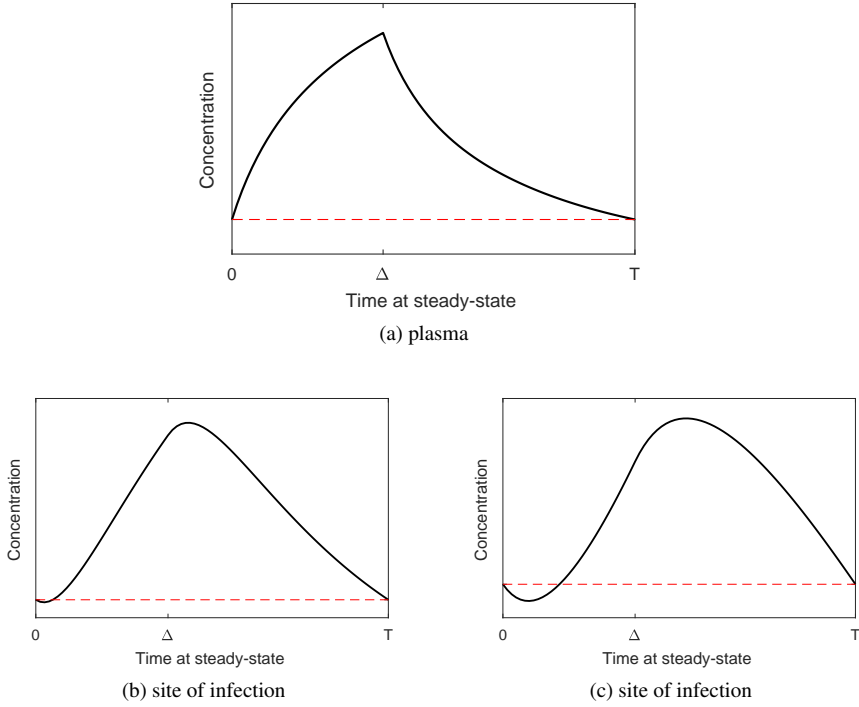 Concentration
0 Δ T
Time at steady-state
(a) plasma
Concentration
0 Δ T
Time at steady-state
(b) site of infection
Concentration
0 Δ T
Time at steady-state
(c) site of infection